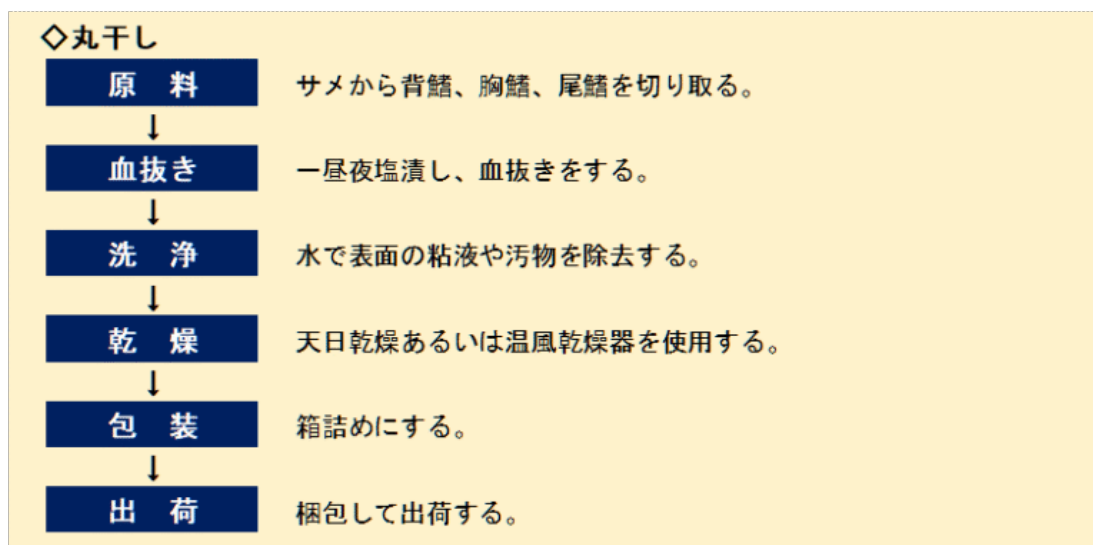 ◇丸干し
原　料　サメから背鰭、胸鰭、尾鰭を切り取る。
↓
血抜き　一昼夜塩漬し、血抜きをする。
↓
洗　浄　水で表面の粘液や汚物を除去する。
↓
乾　燥　天日乾燥あるいは温風乾燥器を使用する。
↓
包　装　箱詰めにする。
↓
出　荷　梱包して出荷する。